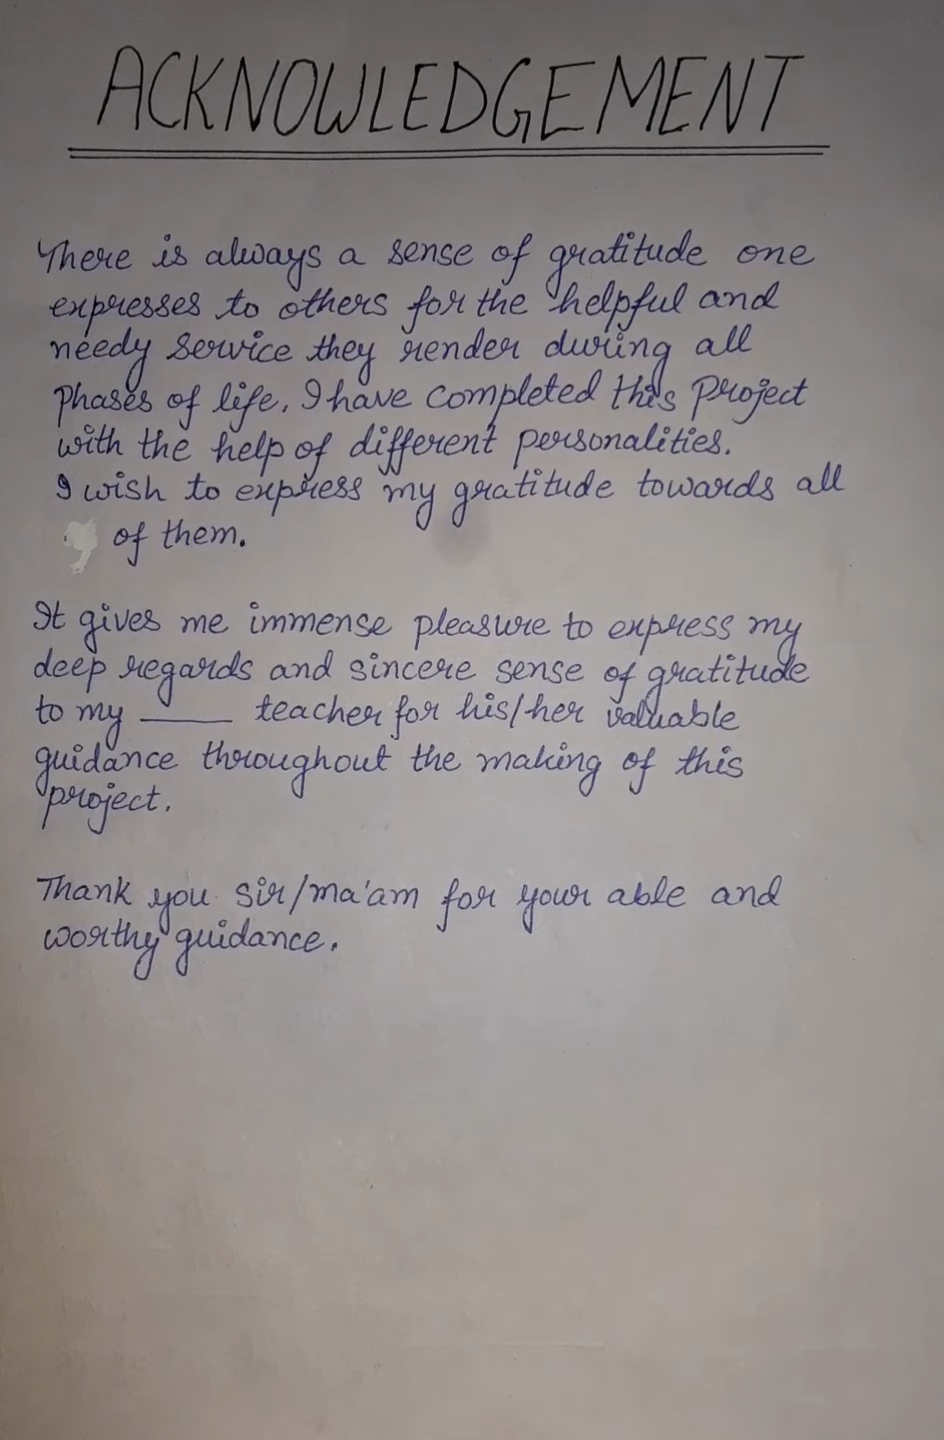 ACKNOWLEDGEMENT
There is always a sense of gratitude one
expresses to others for the helpful and
needy service they render during all
phases of life. I have completed this project
with the help of different personalities.
I wish to express my gratitude towards all
of them.
It gives me immense pleasure to express my
deep regards and sincere sense of gratitude
to my _____ teacher for his/her valuable
guidance throughout the making of this
project.
Thank you sir/ma'am for your able and
worthy guidance.